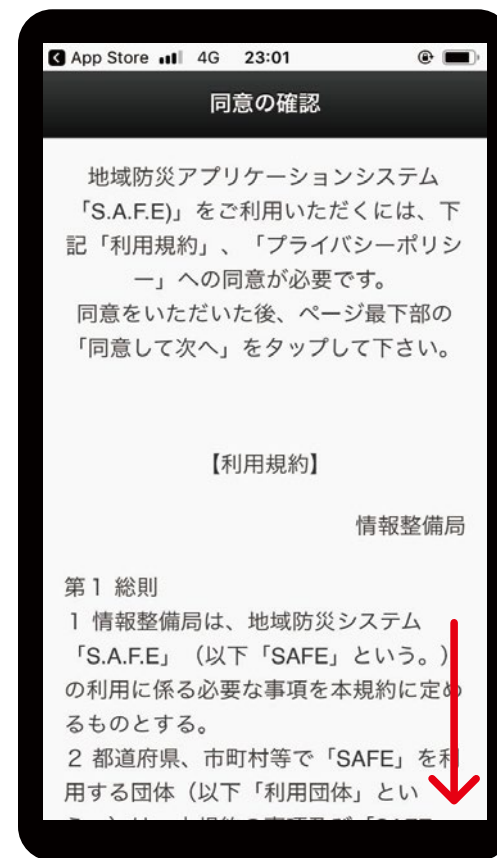 App Store 4G 23:01
同意の確認
地域防災アプリケーションシステム
「S.A.F.E)」をご利用いただくには、下
記「利用規約」、「プライバシーポリシ
ー」への同意が必要です。
同意をいただいた後、ページ最下部の
「同意して次へ」をタップして下さい。
【利用規約】
情報整備局
第1 総則
1 情報整備局は、地域防災システム
「S.A.F.E」（以下「SAFE」という。）
の利用に係る必要な事項を本規約に定め
るものとする。
2 都道府県、市町村等で「SAFE」を利
用する団体（以下「利用団体」とい